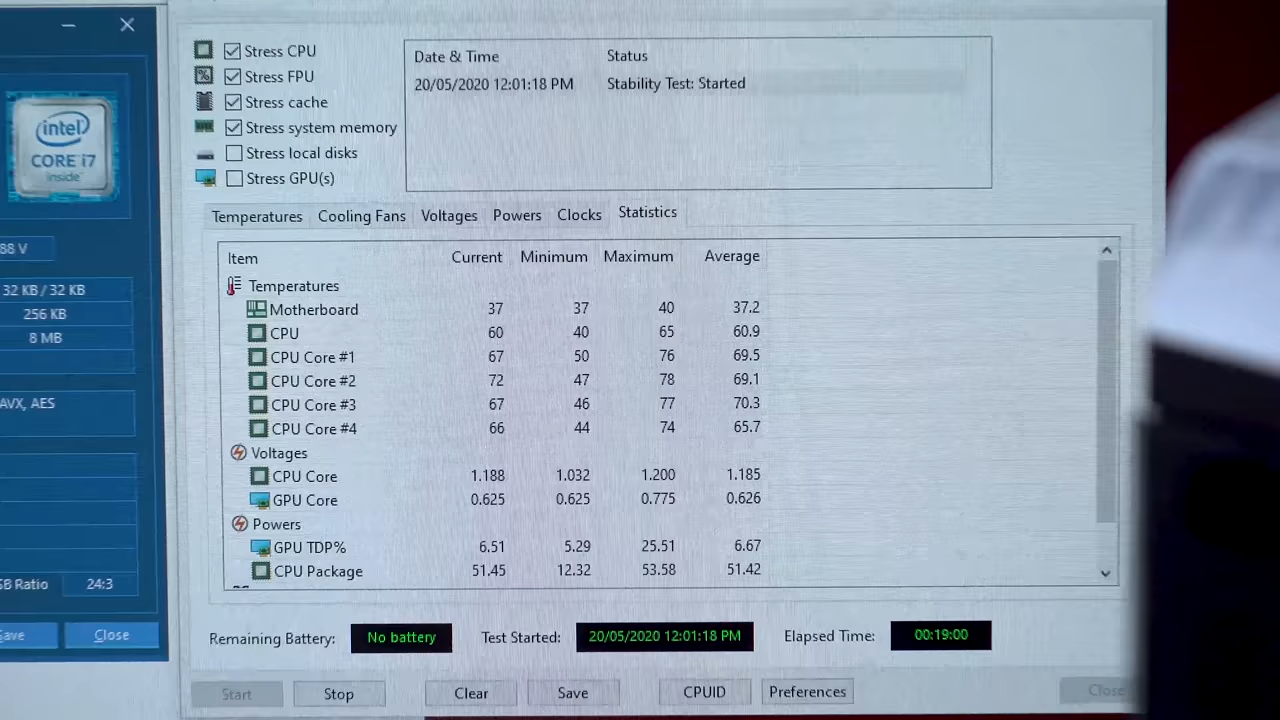 intel
CORE i7
inside
88 V
32 KB / 32 KB
256 KB
8 MB
AVX, AES
Ratio 24:3
Close
Stress CPU
Stress FPU
Stress cache
Stress system memory
Stress local disks
Stress GPU(s)
Date & Time Status
20/05/2020 12:01:18 PM Stability Test: Started
Temperatures Cooling Fans Voltages Powers Clocks Statistics
Item Current Minimum Maximum Average
Temperatures
Motherboard 37 37 40 37.2
CPU 60 40 65 60.9
CPU Core #1 67 50 76 69.5
CPU Core #2 72 47 78 69.1
CPU Core #3 67 46 77 70.3
CPU Core #4 66 44 74 65.7
Voltages
CPU Core 1.188 1.032 1.200 1.185
GPU Core 0.625 0.625 0.775 0.626
Powers
GPU TDP% 6.51 5.29 25.51 6.67
CPU Package 51.45 12.32 53.58 51.42
Remaining Battery: No battery Test Started: 20/05/2020 12:01:18 PM Elapsed Time: 00:19:00
Start Stop Clear Save CPUID Preferences Close